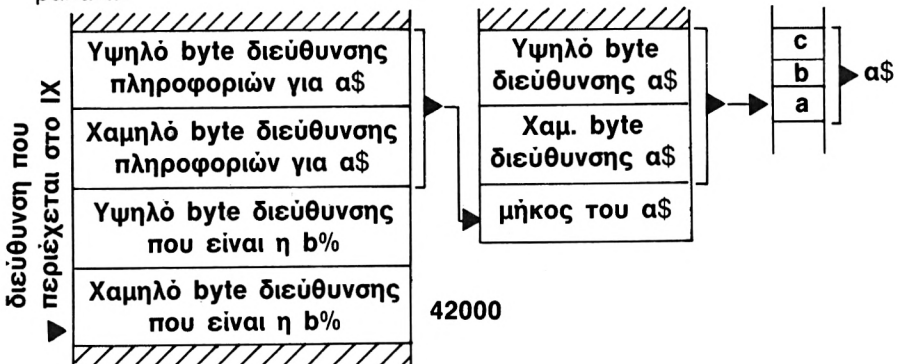 διεύθυνση που
περιέχεται στο IX
Υψηλό byte διεύθυνσης
πληροφοριών για α$
Χαμηλό byte διεύθυνσης
πληροφοριών για α$
Υψηλό byte διεύθυνσης
που είναι η b%
Χαμηλό byte διεύθυνσης
που είναι η b%
42000
Υψηλό byte
διεύθυνσης α$
Χαμ. byte
διεύθυνσης α$
μήκος του α$
c
b
a
α$